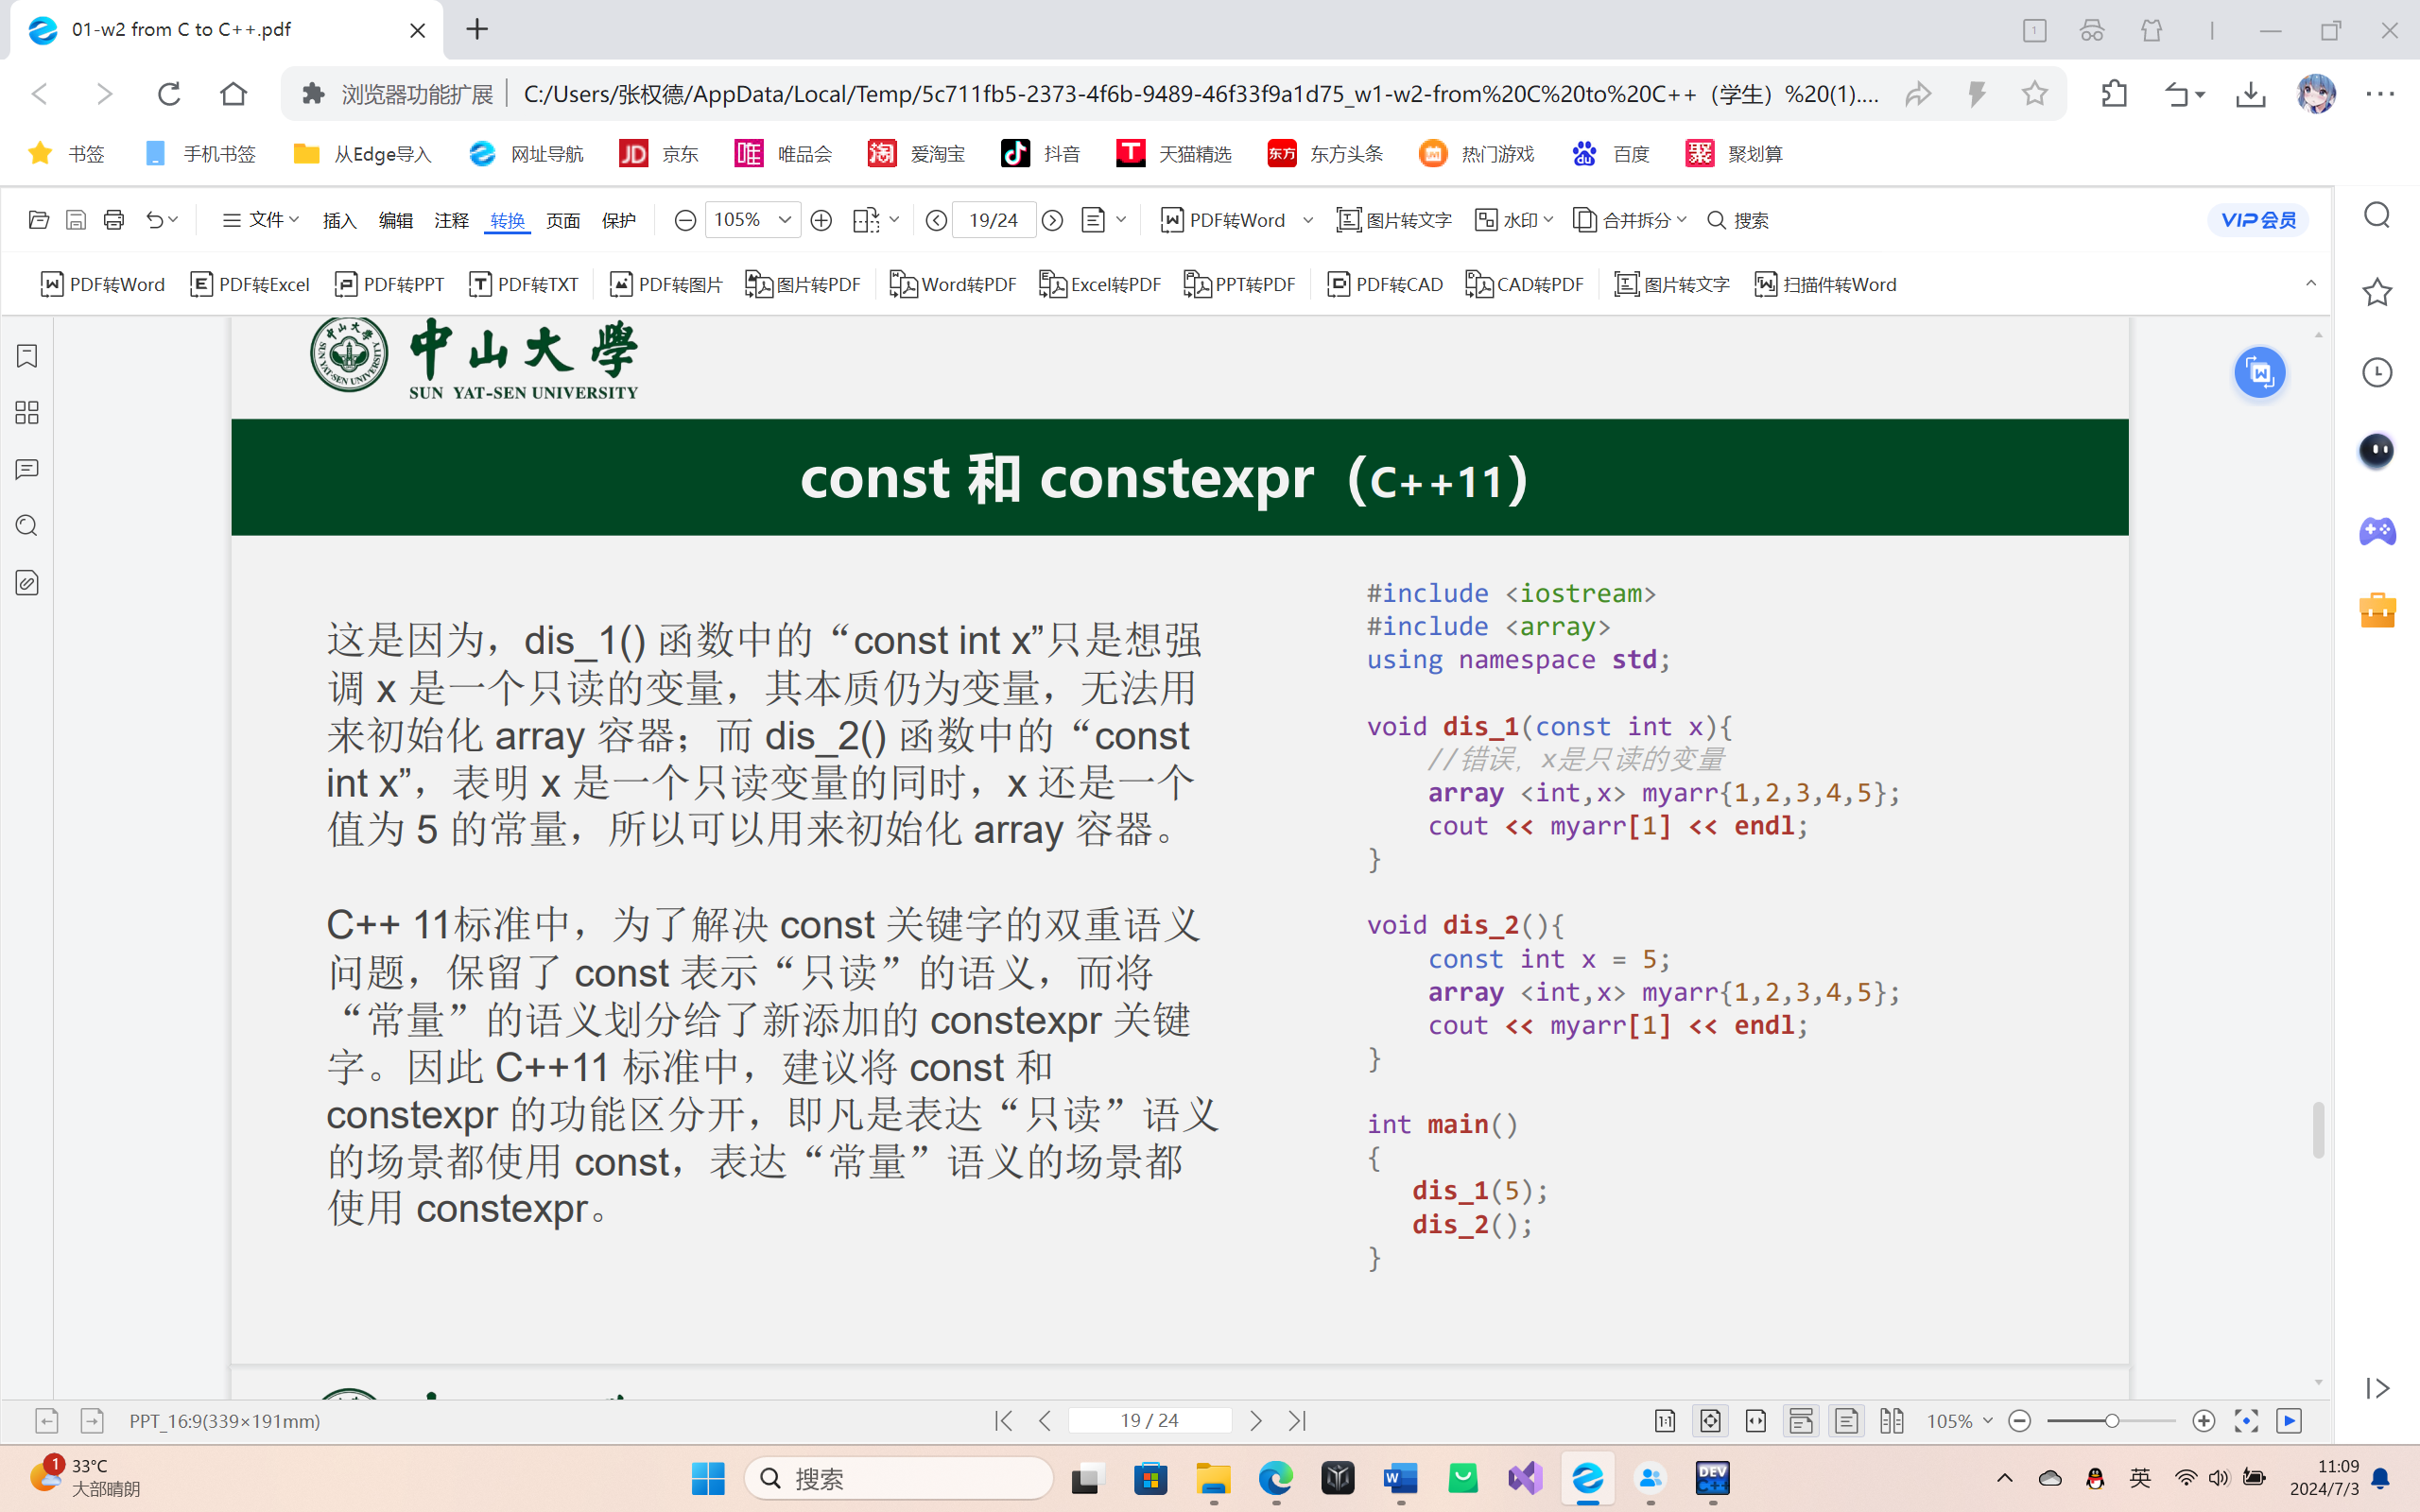 01-w2 from C to C++.pdf
浏览器功能扩展 C:/Users/张权德/AppData/Local/Temp/5c711fb5-2373-4f6b-9489-46f33f9a1d75_w1-w2-from%20C%20to%20C++（学生）%20(1)....
书签 手机书签 从Edge导入 网址导航 JD 京东 唯 唯品会 淘 爱淘宝 抖音 T 天猫精选 东方 东方头条 热门游戏 du 百度 聚 聚划算
文件 插入 编辑 注释 转换 页面 保护 105% 19/24 PDF转Word 图片转文字 水印 合并拆分 搜索 VIP会员
PDF转Word PDF转Excel PDF转PPT PDF转TXT PDF转图片 图片转PDF Word转PDF Excel转PDF PPT转PDF PDF转CAD CAD转PDF 图片转文字 扫描件转Word
中山大學
SUN YAT-SEN UNIVERSITY
const 和 constexpr（C++11）
这是因为，dis_1() 函数中的“const int x”只是想强
调 x 是一个只读的变量，其本质仍为变量，无法用
来初始化 array 容器；而 dis_2() 函数中的“const
int x”，表明 x 是一个只读变量的同时，x 还是一个
值为 5 的常量，所以可以用来初始化 array 容器。
C++ 11标准中，为了解决 const 关键字的双重语义
问题，保留了 const 表示“只读”的语义，而将
“常量”的语义划分给了新添加的 constexpr 关键
字。因此 C++11 标准中，建议将 const 和
constexpr 的功能区分开，即凡是表达“只读”语义
的场景都使用 const，表达“常量”语义的场景都
使用 constexpr。
#include <iostream>
#include <array>
using namespace std;
void dis_1(const int x){
//错误，x是只读的变量
array <int,x> myarr{1,2,3,4,5};
cout << myarr[1] << endl;
}
void dis_2(){
const int x = 5;
array <int,x> myarr{1,2,3,4,5};
cout << myarr[1] << endl;
}
int main()
{
dis_1(5);
dis_2();
}
PPT_16:9(339×191mm) 19 / 24 1:1 105%
1 33°C
大部晴朗
搜索
DEV C++
英
11:09
2024/7/3